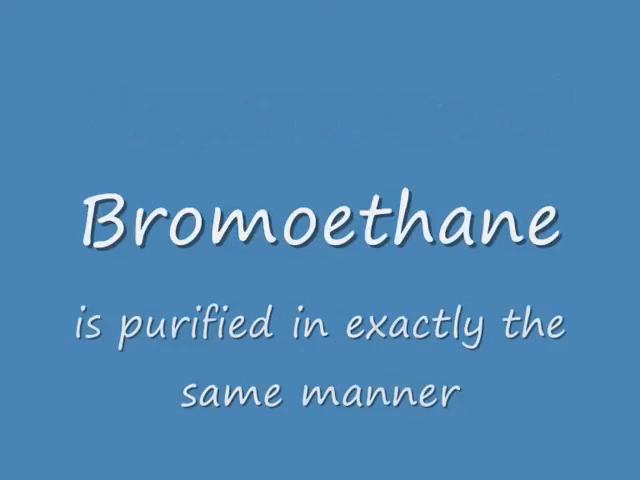 Bromoethane
is purified in exactly the
same manner